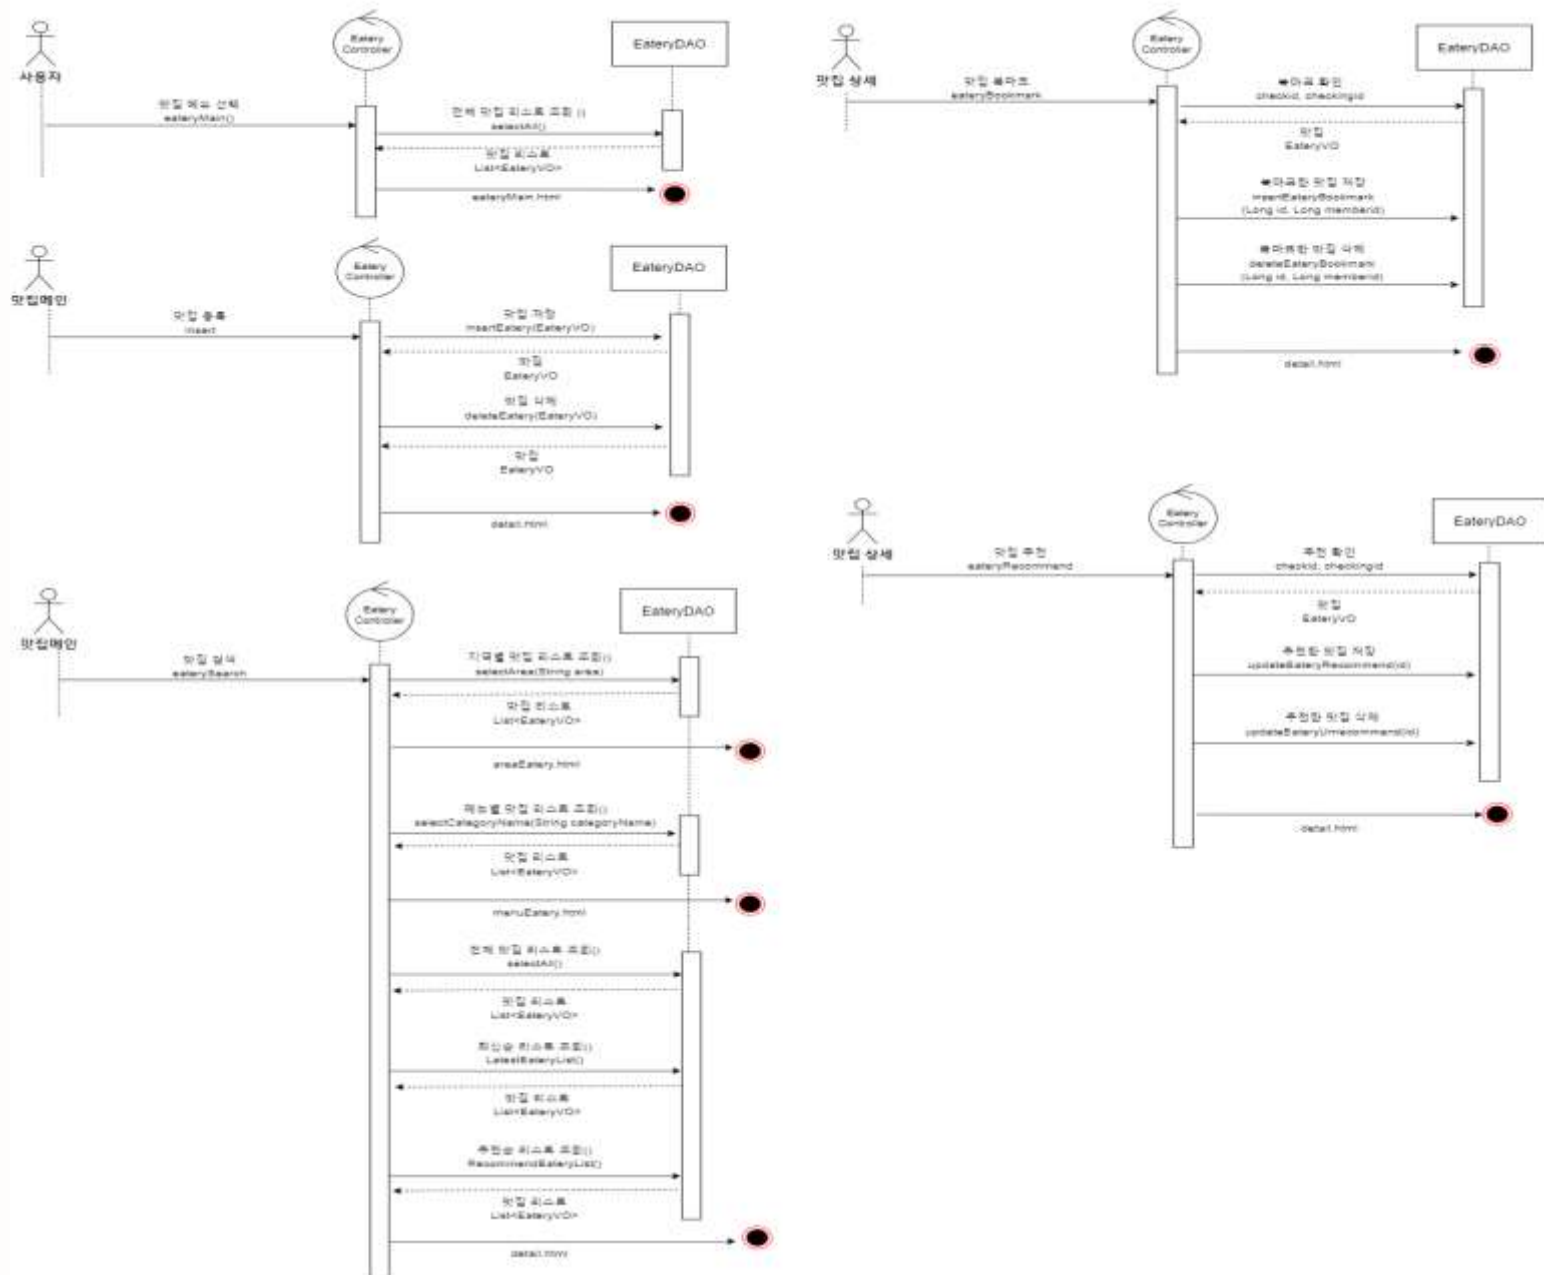 사용자
Eatery
Controller
EateryDAO
맛집 메뉴 선택
eateryMain()
전체 맛집 리스트 조회 ()
selectAll()
맛집 리스트
List<EateryVO>
eateryMain.html
맛집메인
Eatery
Controller
EateryDAO
맛집 등록
insert
맛집 저장
insertEatery(EateryVO)
맛집
EateryVO
맛집 삭제
deleteEatery(EateryVO)
맛집
EateryVO
detail.html
맛집메인
Eatery
Controller
EateryDAO
맛집 검색
eaterySearch
지역별 맛집 리스트 조회()
selectArea(String area)
맛집 리스트
List<EateryVO>
areaEatery.html
메뉴별 맛집 리스트 조회()
selectCategoryName(String categoryName)
맛집 리스트
List<EateryVO>
menuEatery.html
전체 맛집 리스트 조회()
selectAll()
맛집 리스트
List<EateryVO>
최신순 리스트 조회()
LatestEateryList()
맛집 리스트
List<EateryVO>
추천순 리스트 조회()
RecommendEateryList()
맛집 리스트
List<EateryVO>
detail.html
맛집 상세
Eatery
Controller
EateryDAO
맛집 북마크
eateryBookmark
북마크 확인
checkid, checkingid
맛집
EateryVO
북마크한 맛집 저장
insertEateryBookmark
(Long id, Long memberid)
북마크한 맛집 삭제
deleteEateryBookmark
(Long id, Long memberid)
detail.html
맛집 상세
Eatery
Controller
EateryDAO
맛집 추천
eateryRecommend
추천 확인
checkid, checkingid
맛집
EateryVO
추천한 맛집 저장
updateEateryRecommend(id)
추천한 맛집 삭제
updateEateryUnrecommend(id)
detail.html